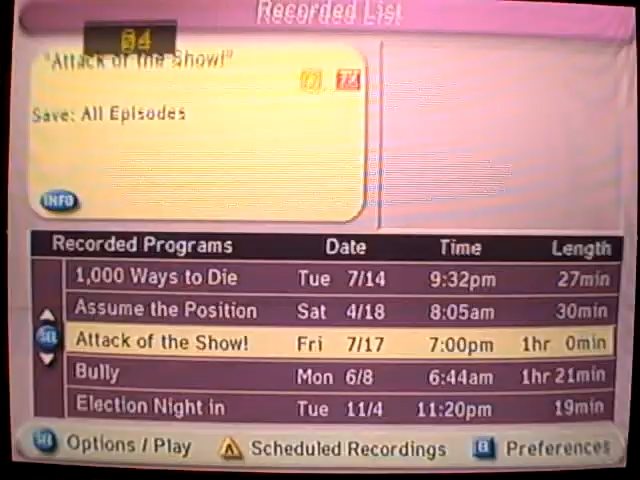 Recorded List
04
"Attack of the Show!"
Save: All Episodes
INFO
Recorded Programs Date Time Length
1,000 Ways to Die Tue 7/14 9:32pm 27min
Assume the Position Sat 4/18 8:05am 30min
SEL Attack of the Show! Fri 7/17 7:00pm 1hr 0min
Bully Mon 6/8 6:44am 1hr 21min
Election Night in Tue 11/4 11:20pm 19min
SEL Options / Play A Scheduled Recordings B Preferences